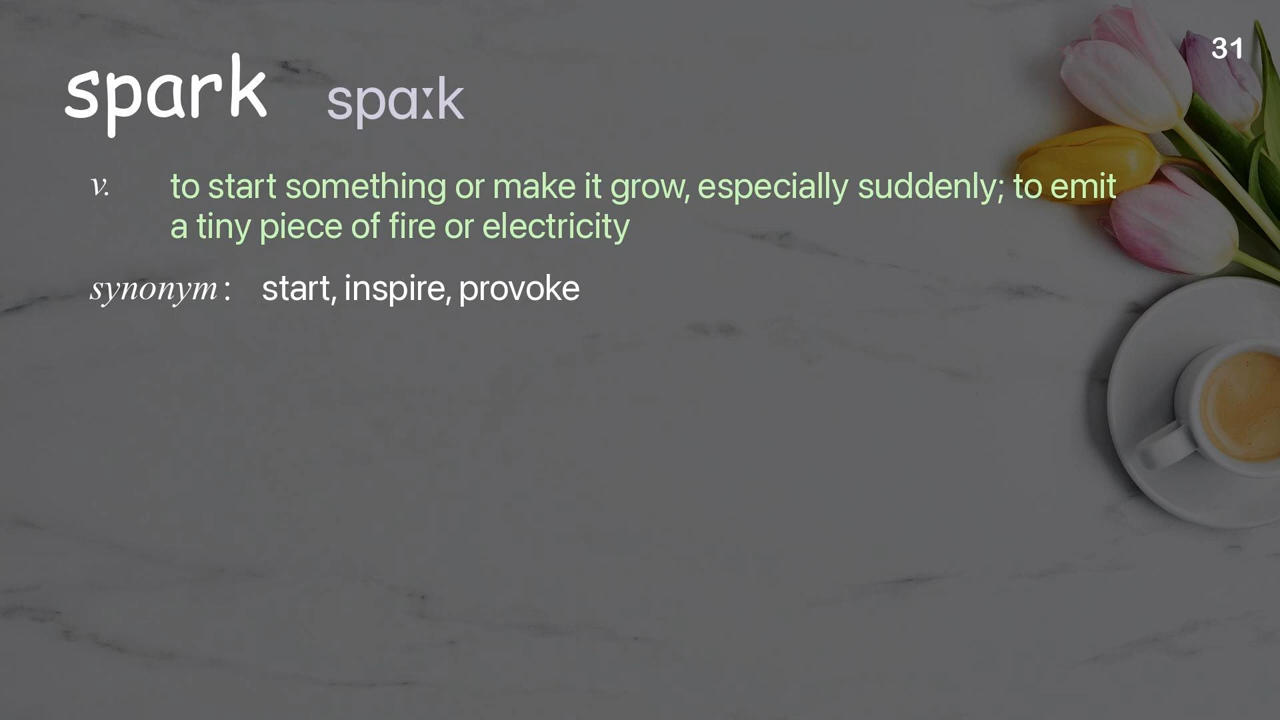 31
spark spɑːk
v. to start something or make it grow, especially suddenly; to emit
a tiny piece of fire or electricity
synonym : start, inspire, provoke